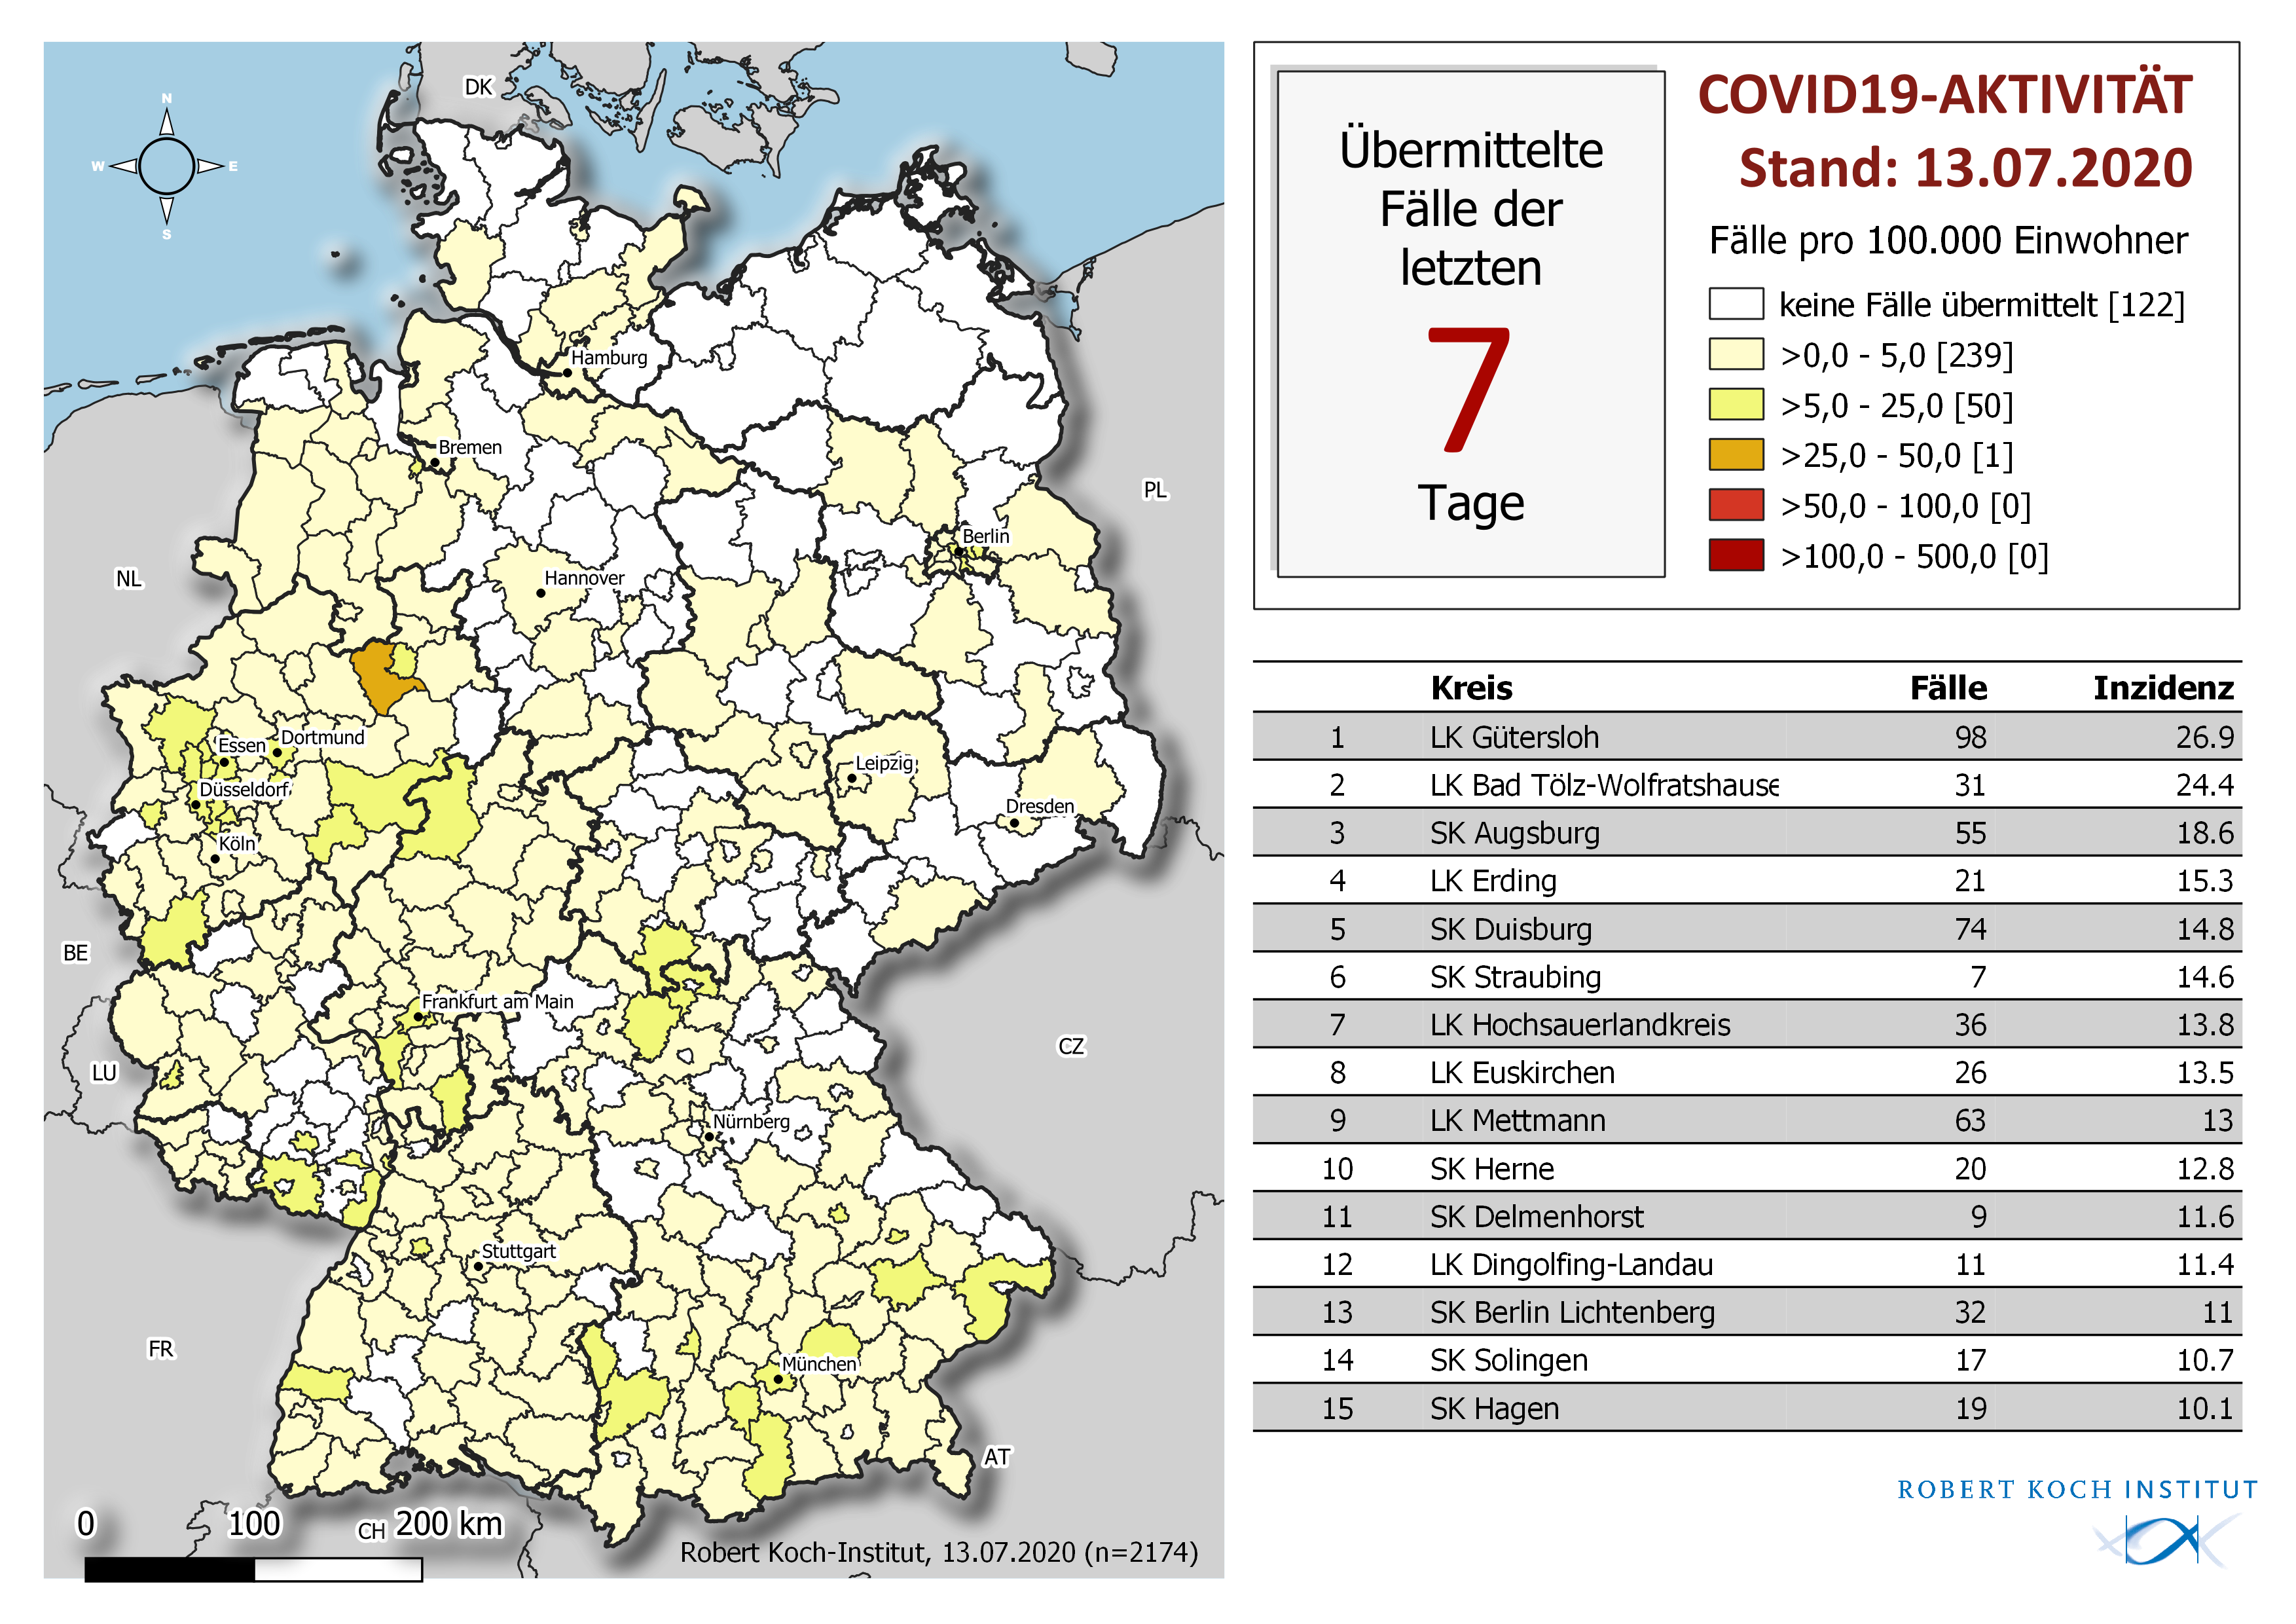 N
W
E
S
DK
PL
NL
BE
LU
FR
CH
AT
CZ
Hamburg
Bremen
Berlin
Hannover
Essen
Dortmund
Düsseldorf
Köln
Leipzig
Dresden
Frankfurt am Main
Nürnberg
Stuttgart
München
0 100 200 km
Robert Koch-Institut, 13.07.2020 (n=2174)
Übermittelte
Fälle der
letzten
7
Tage
COVID19-AKTIVITÄT
Stand: 13.07.2020
Fälle pro 100.000 Einwohner
keine Fälle übermittelt [122]
>0,0 - 5,0 [239]
>5,0 - 25,0 [50]
>25,0 - 50,0 [1]
>50,0 - 100,0 [0]
>100,0 - 500,0 [0]
Kreis Fälle Inzidenz
1 LK Gütersloh 98 26.9
2 LK Bad Tölz-Wolfratshause 31 24.4
3 SK Augsburg 55 18.6
4 LK Erding 21 15.3
5 SK Duisburg 74 14.8
6 SK Straubing 7 14.6
7 LK Hochsauerlandkreis 36 13.8
8 LK Euskirchen 26 13.5
9 LK Mettmann 63 13
10 SK Herne 20 12.8
11 SK Delmenhorst 9 11.6
12 LK Dingolfing-Landau 11 11.4
13 SK Berlin Lichtenberg 32 11
14 SK Solingen 17 10.7
15 SK Hagen 19 10.1
ROBERT KOCH INSTITUT